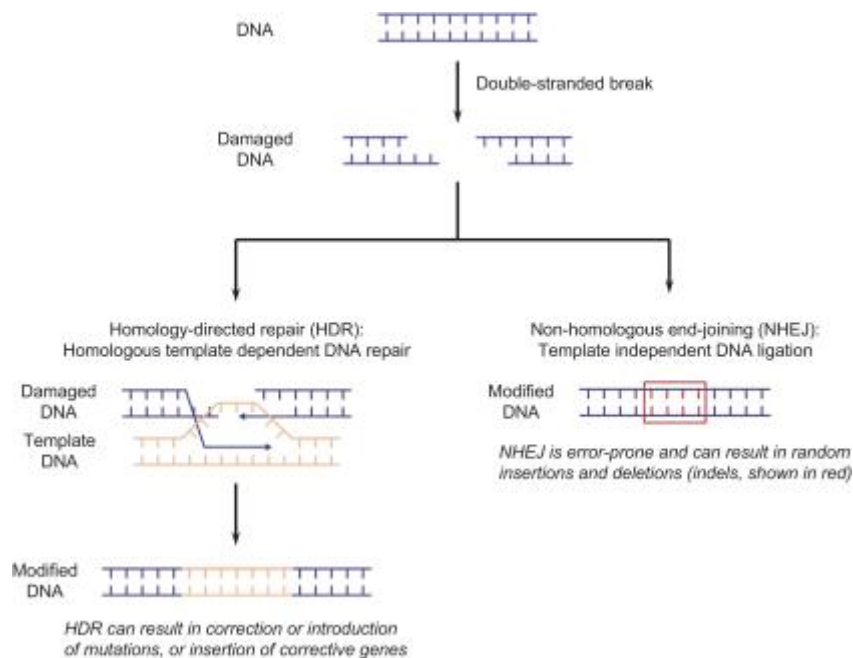 DNA
Double-stranded break
Damaged
DNA
Homology-directed repair (HDR):
Homologous template dependent DNA repair
Damaged
DNA
Template
DNA
Modified
DNA
HDR can result in correction or introduction
of mutations, or insertion of corrective genes
Non-homologous end-joining (NHEJ):
Template independent DNA ligation
Modified
DNA
NHEJ is error-prone and can result in random
insertions and deletions (indels, shown in red)